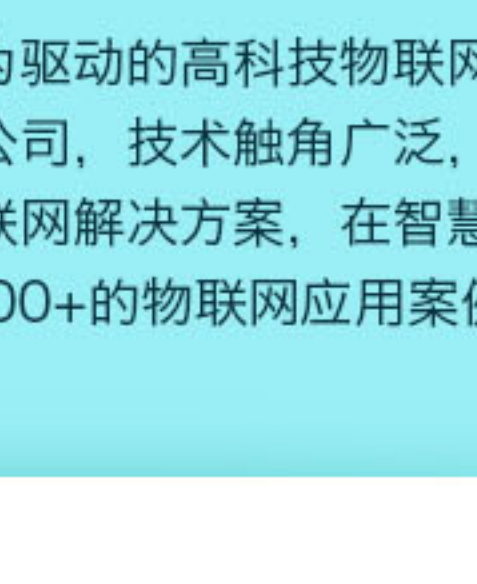 驱动的高科技物联网
公司，技术触角广泛，
联网解决方案，在智慧
00+的物联网应用案例